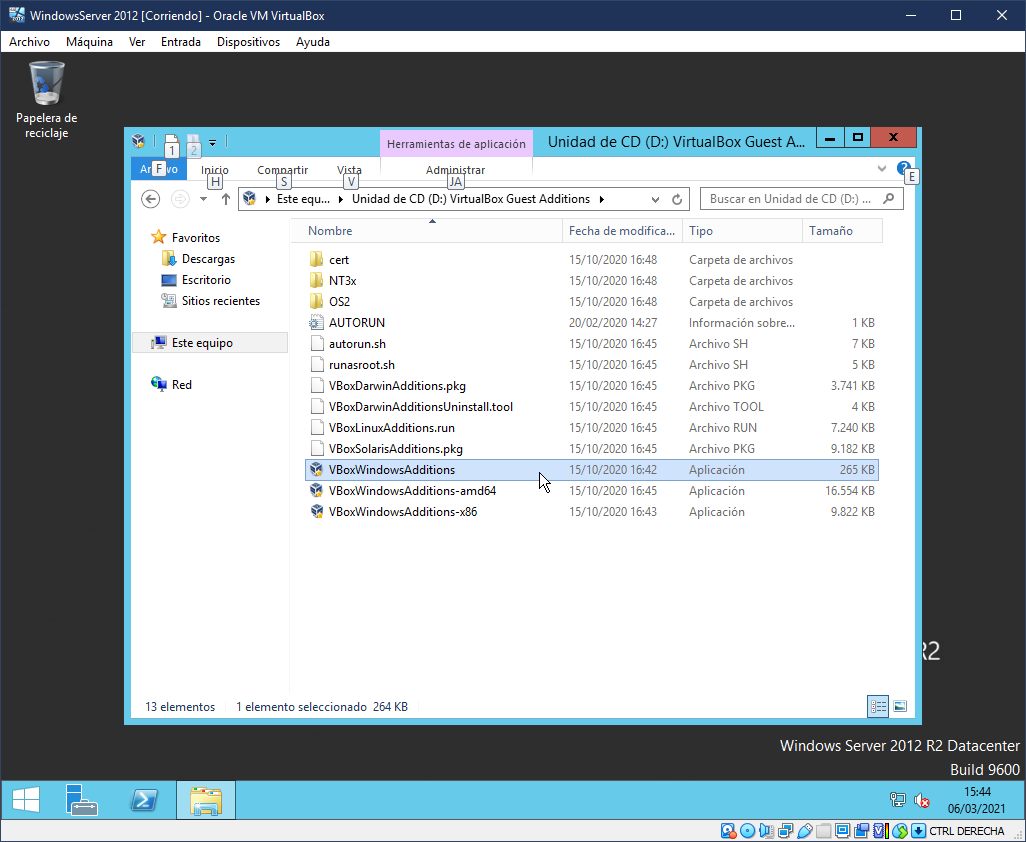 WindowsServer 2012 [Corriendo] - Oracle VM VirtualBox
Archivo Máquina Ver Entrada Dispositivos Ayuda
Papelera de
reciclaje
1 2 Herramientas de aplicación Unidad de CD (D:) VirtualBox Guest A...
F Inicio Compartir Vista Administrar
H S V JA E
Este equ... Unidad de CD (D:) VirtualBox Guest Additions Buscar en Unidad de CD (D:) ...
Nombre Fecha de modifica... Tipo Tamaño
Favoritos
Descargas
Escritorio
Sitios recientes
Este equipo
Red
cert 15/10/2020 16:48 Carpeta de archivos
NT3x 15/10/2020 16:48 Carpeta de archivos
OS2 15/10/2020 16:48 Carpeta de archivos
AUTORUN 20/02/2020 14:27 Información sobre... 1 KB
autorun.sh 15/10/2020 16:45 Archivo SH 7 KB
runasroot.sh 15/10/2020 16:45 Archivo SH 5 KB
VBoxDarwinAdditions.pkg 15/10/2020 16:45 Archivo PKG 3.741 KB
VBoxDarwinAdditionsUninstall.tool 15/10/2020 16:45 Archivo TOOL 4 KB
VBoxLinuxAdditions.run 15/10/2020 16:45 Archivo RUN 7.240 KB
VBoxSolarisAdditions.pkg 15/10/2020 16:45 Archivo PKG 9.182 KB
VBoxWindowsAdditions 15/10/2020 16:42 Aplicación 265 KB
VBoxWindowsAdditions-amd64 15/10/2020 16:45 Aplicación 16.554 KB
VBoxWindowsAdditions-x86 15/10/2020 16:43 Aplicación 9.822 KB
13 elementos 1 elemento seleccionado 264 KB
R2
Windows Server 2012 R2 Datacenter
Build 9600
15:44
06/03/2021
CTRL DERECHA